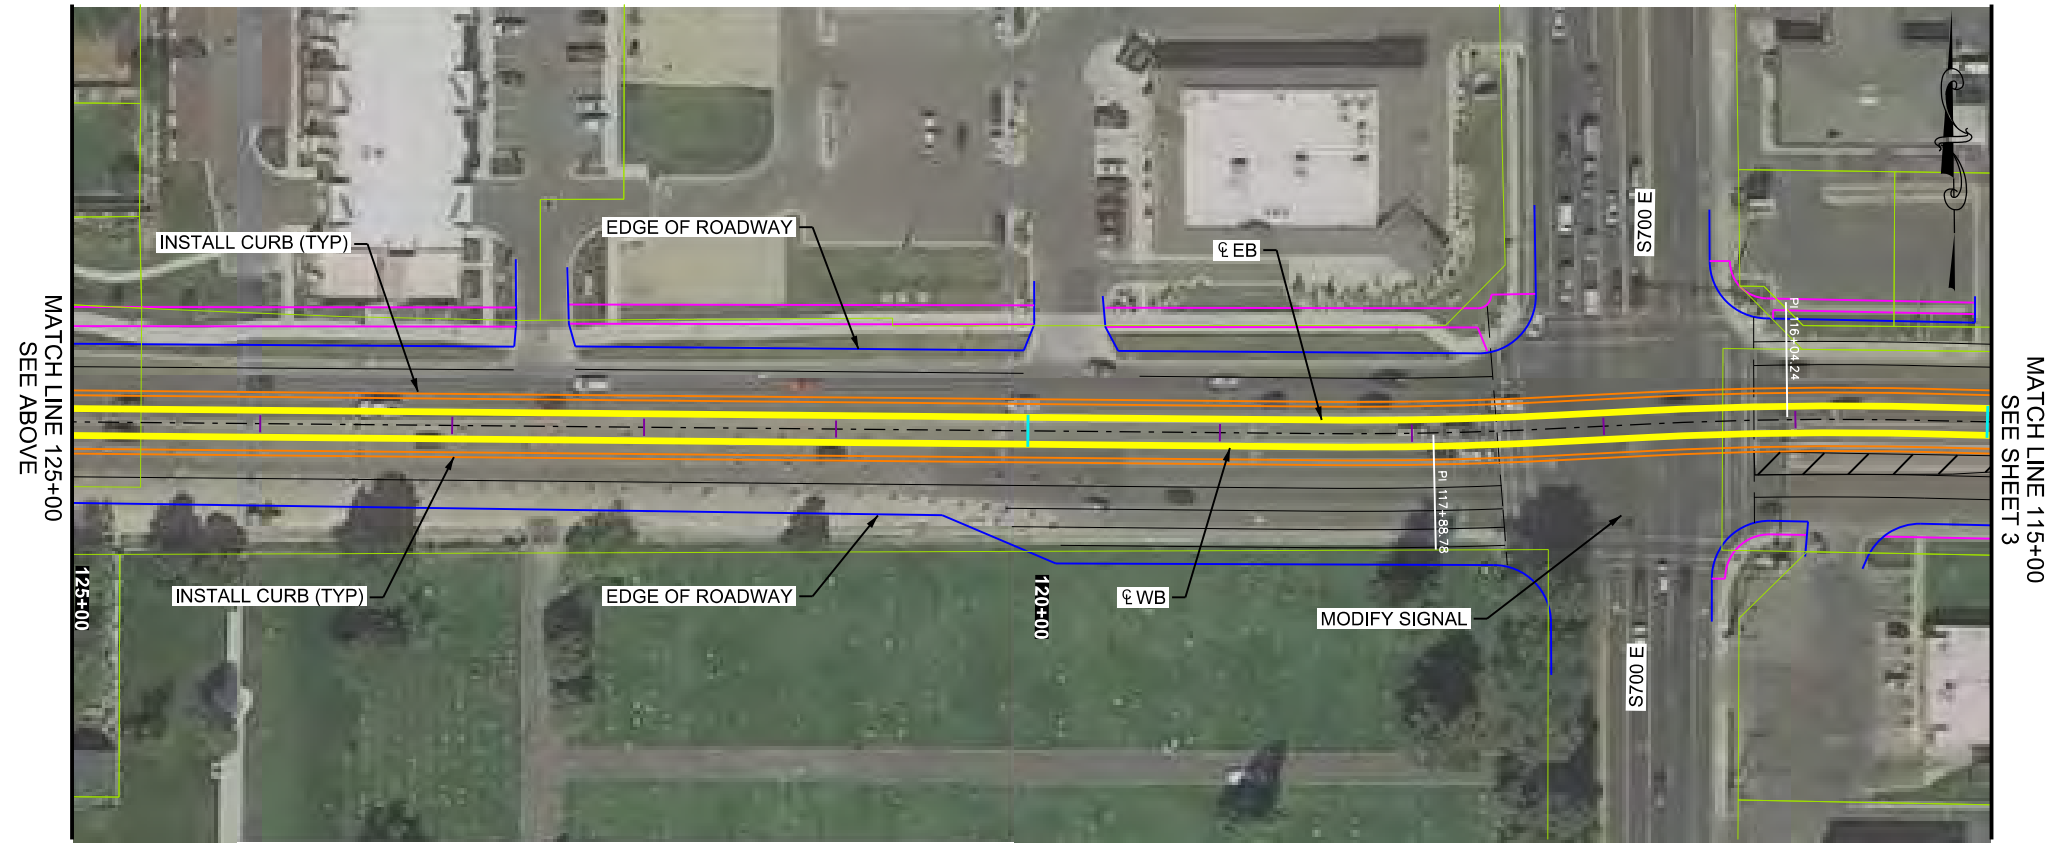 MATCH LINE 125+00
SEE ABOVE
INSTALL CURB (TYP)
EDGE OF ROADWAY
℄ EB
S700 E
PI 116+04.24
MATCH LINE 115+00
SEE SHEET 3
PI 117+88.78
125+00
INSTALL CURB (TYP)
EDGE OF ROADWAY
120+00
℄ WB
MODIFY SIGNAL
S700 E